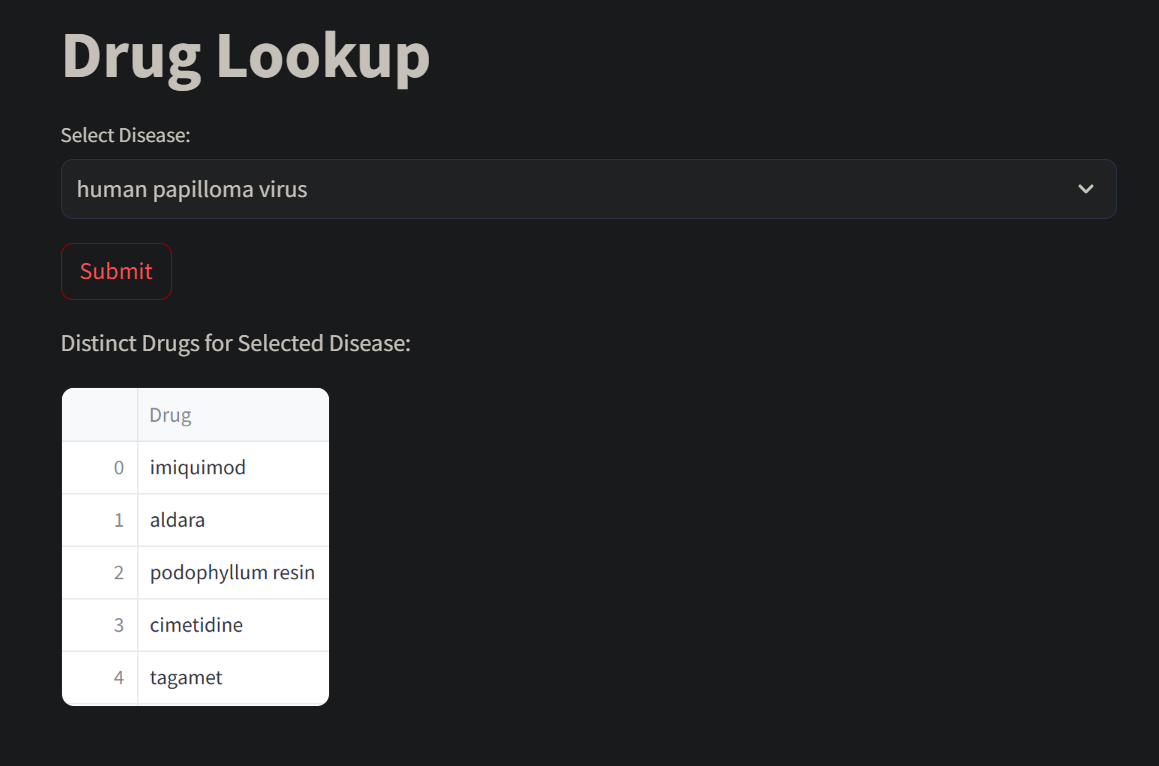 Drug Lookup
Select Disease:
human papilloma virus
Submit
Distinct Drugs for Selected Disease:
Drug
0 imiquimod
1 aldara
2 podophyllum resin
3 cimetidine
4 tagamet